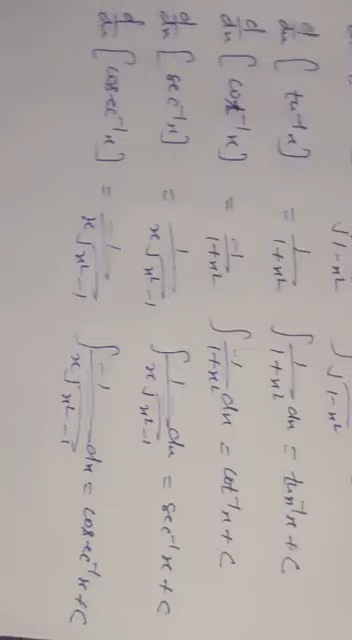 √1-x² ∫ √1-x²
d/dx [tan⁻¹x] = 1/1+x² ∫ 1/1+x² dx = tan⁻¹x + C
d/dx [cot⁻¹x] = -1/1+x² ∫ -1/1+x² dx = cot⁻¹x + C
d/dx [sec⁻¹x] = 1/x√x²-1 ∫ 1/x√x²-1 dx = sec⁻¹x + C
d/dx [cosec⁻¹x] = -1/x√x²-1 ∫ -1/x√x²-1 dx = cosec⁻¹x + C